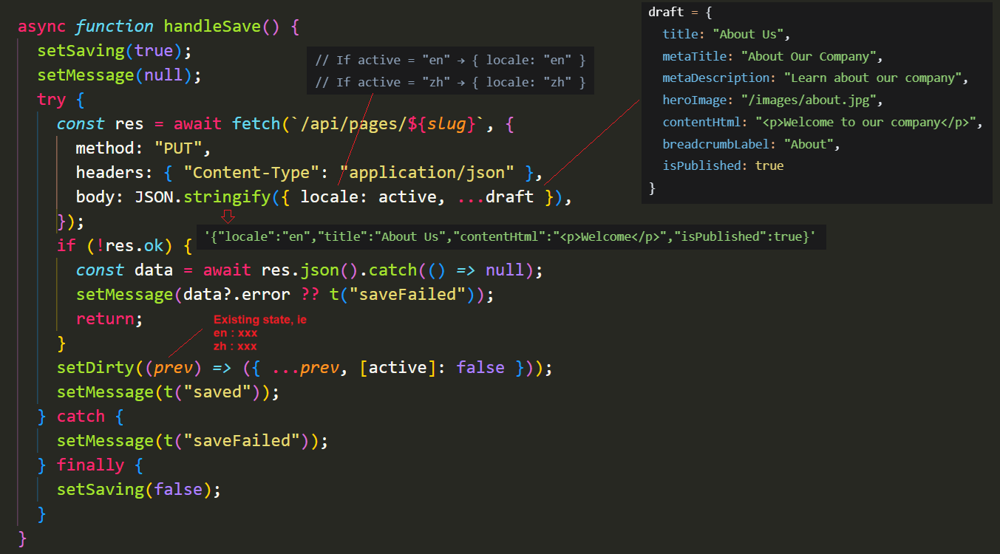 async function handleSave() {
setSaving(true);
setMessage(null);
try {
const res = await fetch(`/api/pages/${slug}`, {
method: "PUT",
headers: { "Content-Type": "application/json" },
body: JSON.stringify({ locale: active, ...draft }),
});
if (!res.ok) {
const data = await res.json().catch(() => null);
setMessage(data?.error ?? t("saveFailed"));
return;
}
setDirty((prev) => ({ ...prev, [active]: false }));
setMessage(t("saved"));
} catch {
setMessage(t("saveFailed"));
} finally {
setSaving(false);
}
}
// If active = "en" → { locale: "en" }
// If active = "zh" → { locale: "zh" }
draft = {
title: "About Us",
metaTitle: "About Our Company",
metaDescription: "Learn about our company",
heroImage: "/images/about.jpg",
contentHtml: "<p>Welcome to our company</p>",
breadcrumbLabel: "About",
isPublished: true
}
'{"locale":"en","title":"About Us","contentHtml":"<p>Welcome</p>","isPublished":true}'
Existing state, ie
en : xxx
zh : xxx